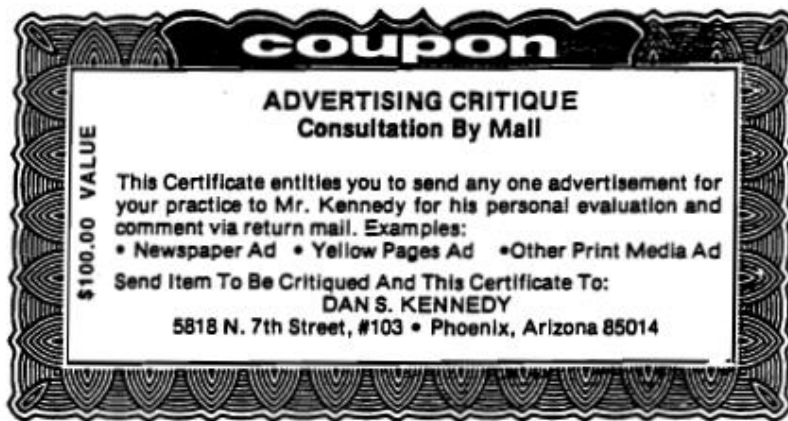 coupon
ADVERTISING CRITIQUE
Consultation By Mail
$100.00 VALUE
This Certificate entitles you to send any one advertisement for
your practice to Mr. Kennedy for his personal evaluation and
comment via return mail. Examples:
• Newspaper Ad • Yellow Pages Ad •Other Print Media Ad
Send Item To Be Critiqued And This Certificate To:
DAN S. KENNEDY
5818 N. 7th Street, #103 • Phoenix, Arizona 85014